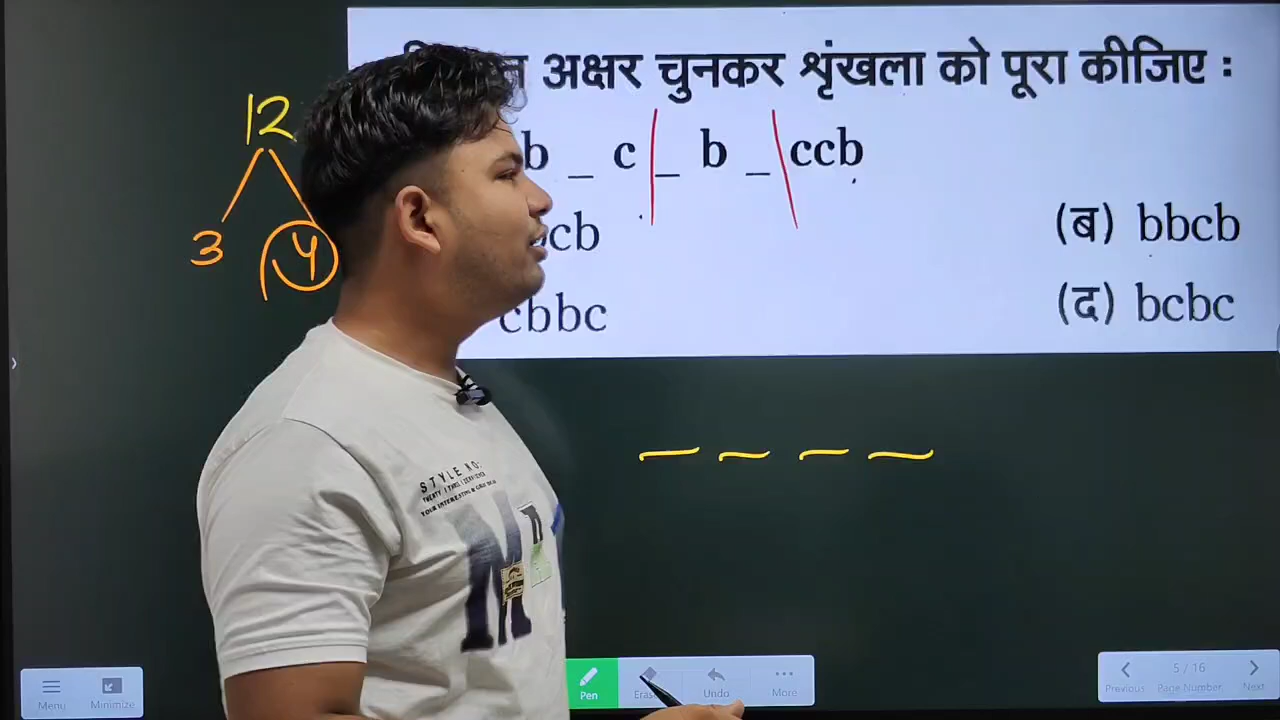 अक्षर चुनकर श्रृंखला को पूरा कीजिए :
12
b _ c _ b _ ccb
3 4
cb
(ब) bbcb
cbbc
(द) bcbc
STYLE NO:
Menu
Minimize
Pen
Undo
More
5 / 16
Previous
Page Number
Next